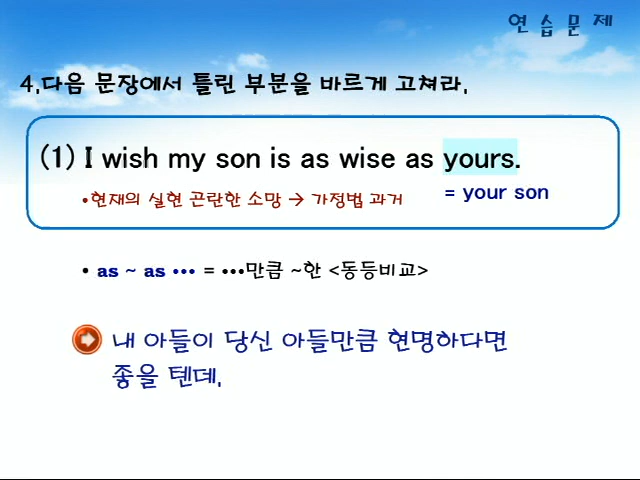 연 습 문 제
4.다음 문장에서 틀린 부분을 바르게 고쳐라.
(1) I wish my son is as wise as yours.
•현재의 실현 곤란한 소망 → 가정법 과거 = your son
• as ~ as ••• = •••만큼 ~한 <동등비교>
내 아들이 당신 아들만큼 현명하다면
좋을 텐데.